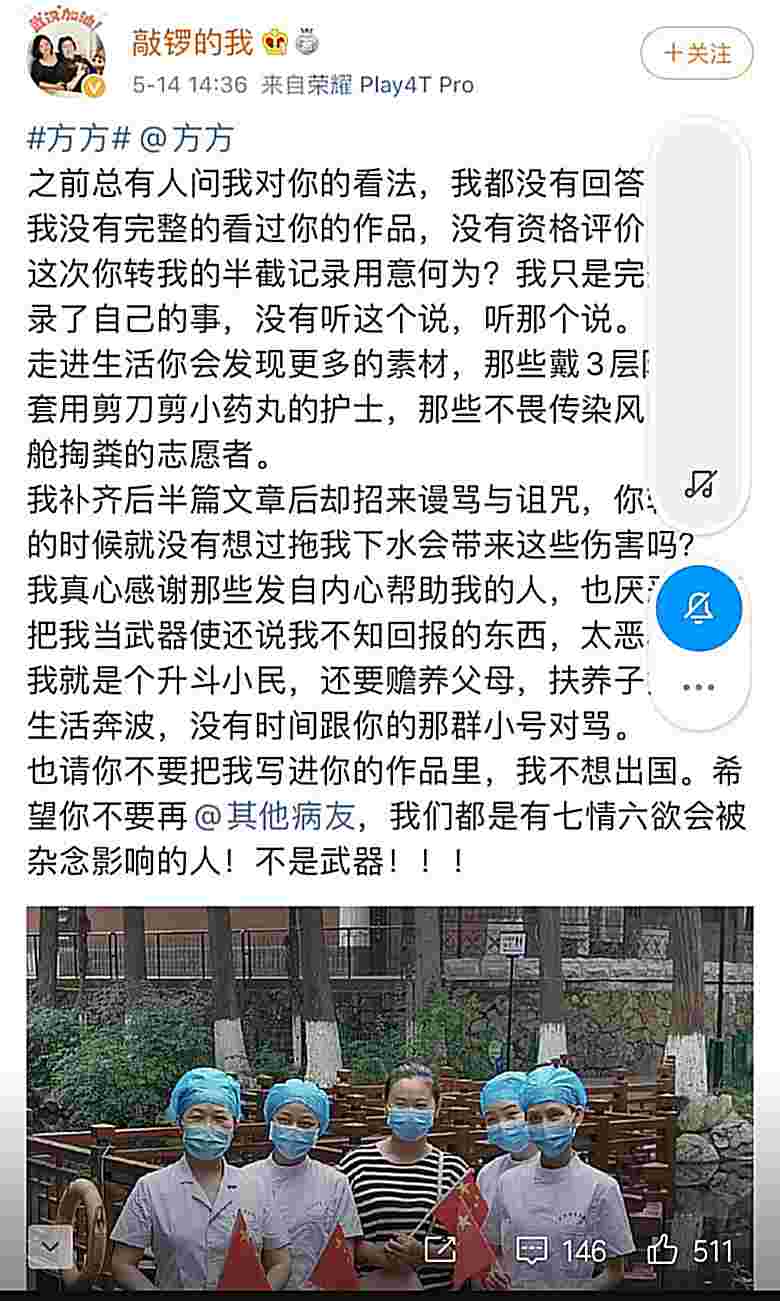 武汉加油!
敲锣的我
5-14 14:36 来自荣耀 Play4T Pro
+关注
#方方# @方方
之前总有人问我对你的看法，我都没有回答
我没有完整的看过你的作品，没有资格评价
这次你转我的半截记录用意何为？我只是完
录了自己的事，没有听这个说，听那个说。
走进生活你会发现更多的素材，那些戴3层
套用剪刀剪小药丸的护士，那些不畏传染风
舱掏粪的志愿者。
我补齐后半篇文章后却招来谩骂与诅咒，你
的时候就没有想过拖我下水会带来这些伤害吗？
我真心感谢那些发自内心帮助我的人，也厌
把我当武器使还说我不知回报的东西，太恶
我就是个升斗小民，还要赡养父母，扶养子
生活奔波，没有时间跟你的那群小号对骂。
也请你不要把我写进你的作品里，我不想出国。希
望你不要再@其他病友，我们都是有七情六欲会被
杂念影响的人！不是武器！！！
146
511